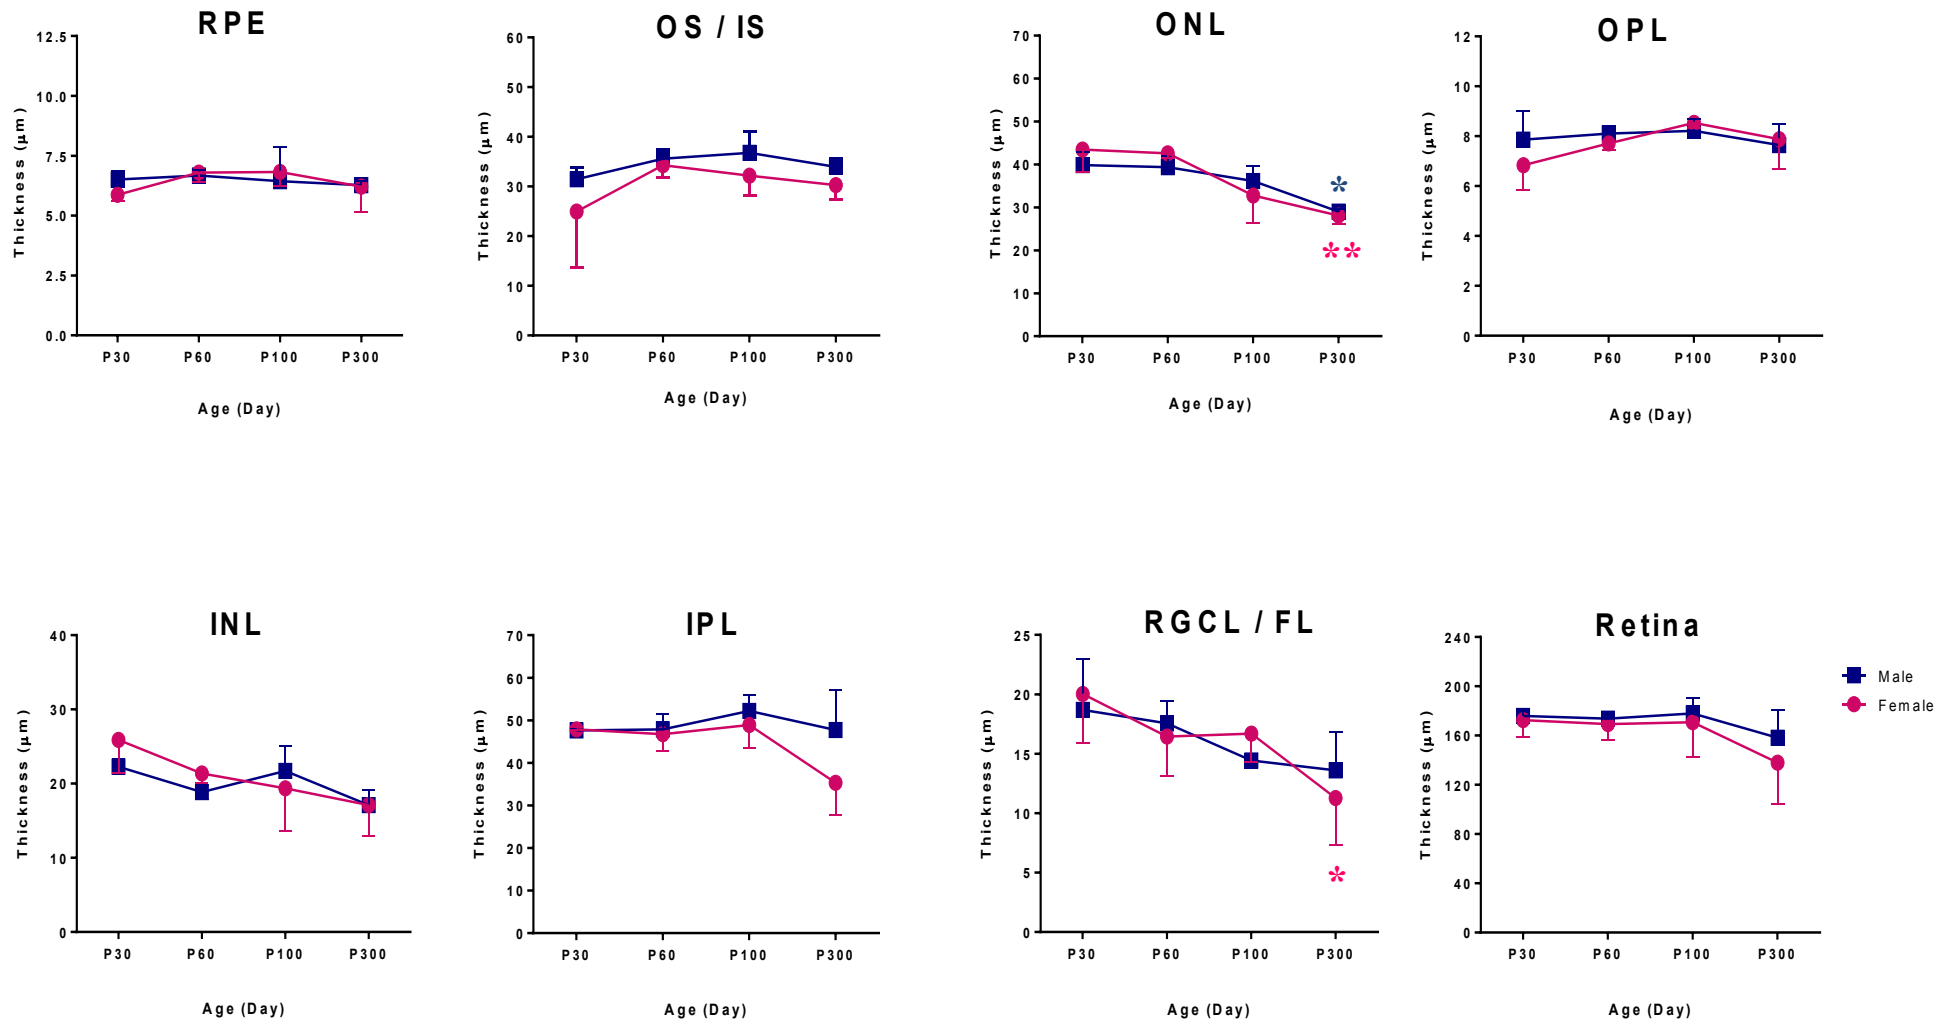 RPE
12.5
10.0
7.5
5.0
2.5
0.0
Thickness (µm)
P30 P60 P100 P300
Age (Day)
OS / IS
60
50
40
30
20
10
0
Thickness (µm)
P30 P60 P100 P300
Age (Day)
ONL
70
60
50
40
30
20
10
0
Thickness (µm)
*
**
P30 P60 P100 P300
Age (Day)
OPL
12
10
8
6
4
2
0
Thickness (µm)
P30 P60 P100 P300
Age (Day)
INL
40
30
20
10
0
Thickness (µm)
P30 P60 P100 P300
Age (Day)
IPL
70
60
50
40
30
20
10
0
Thickness (µm)
P30 P60 P100 P300
Age (Day)
RGCL / FL
25
20
15
10
5
0
Thickness (µm)
*
P30 P60 P100 P300
Age (Day)
Retina
240
200
160
120
80
40
0
Thickness (µm)
P30 P60 P100 P300
Age (Day)
Male
Female